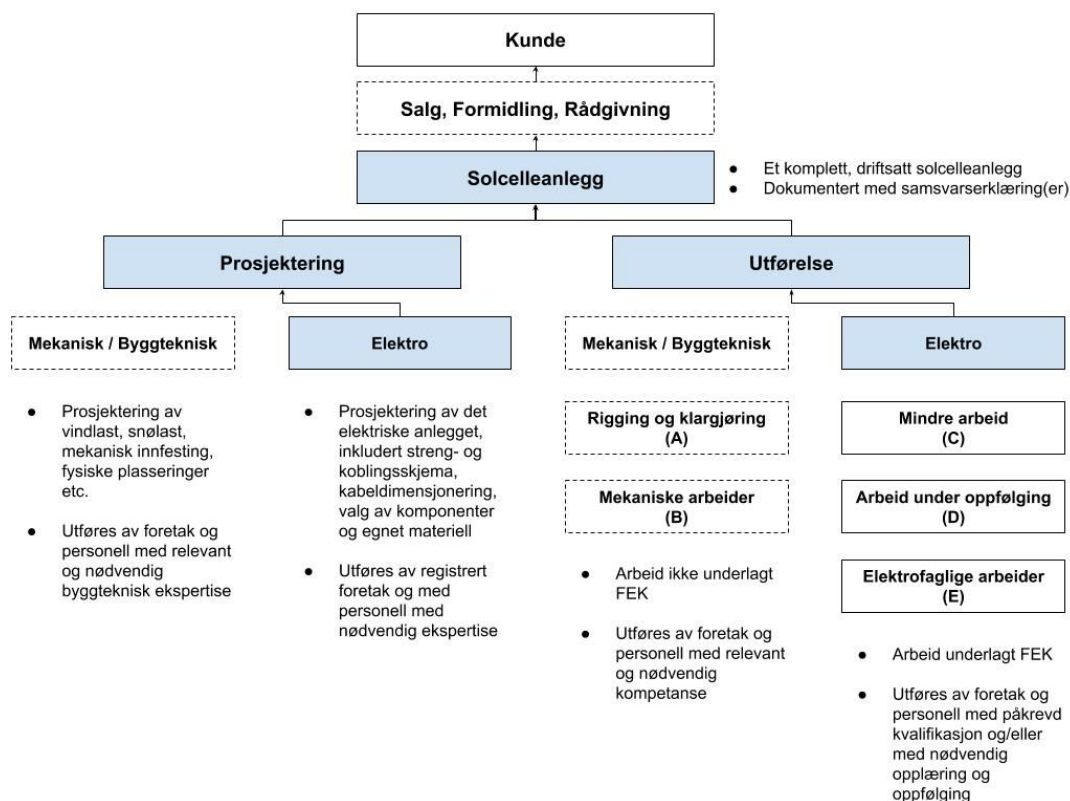 Kunde
Salg, Formidling, Rådgivning
Solcelleanlegg
● Et komplett, driftsatt solcelleanlegg
● Dokumentert med samsvarserklæring(er)
Prosjektering
Utførelse
Mekanisk / Byggteknisk
Elektro
Mekanisk / Byggteknisk
Elektro
● Prosjektering av
vindlast, snølast,
mekanisk innfesting,
fysiske plasseringer
etc.
● Utføres av foretak og
personell med relevant
og nødvendig
byggteknisk ekspertise
● Prosjektering av det
elektriske anlegget,
inkludert streng- og
koblingsskjema,
kabeldimensjonering,
valg av komponenter
og egnet materiell
● Utføres av registrert
foretak og med
personell med
nødvendig ekspertise
Rigging og klargjøring
(A)
Mekaniske arbeider
(B)
● Arbeid ikke underlagt
FEK
● Utføres av foretak og
personell med relevant
og nødvendig
kompetanse
Mindre arbeid
(C)
Arbeid under oppfølging
(D)
Elektrofaglige arbeider
(E)
● Arbeid underlagt FEK
● Utføres av foretak og
personell med påkrevd
kvalifikasjon og/eller
med nødvendig
opplæring og
oppfølging